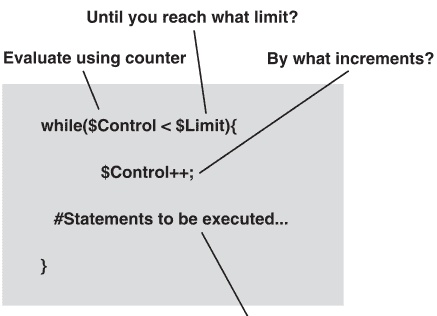 Until you reach what limit?
Evaluate using counter
By what increments?
while($Control < $Limit){
$Control++;
#Statements to be executed...
}